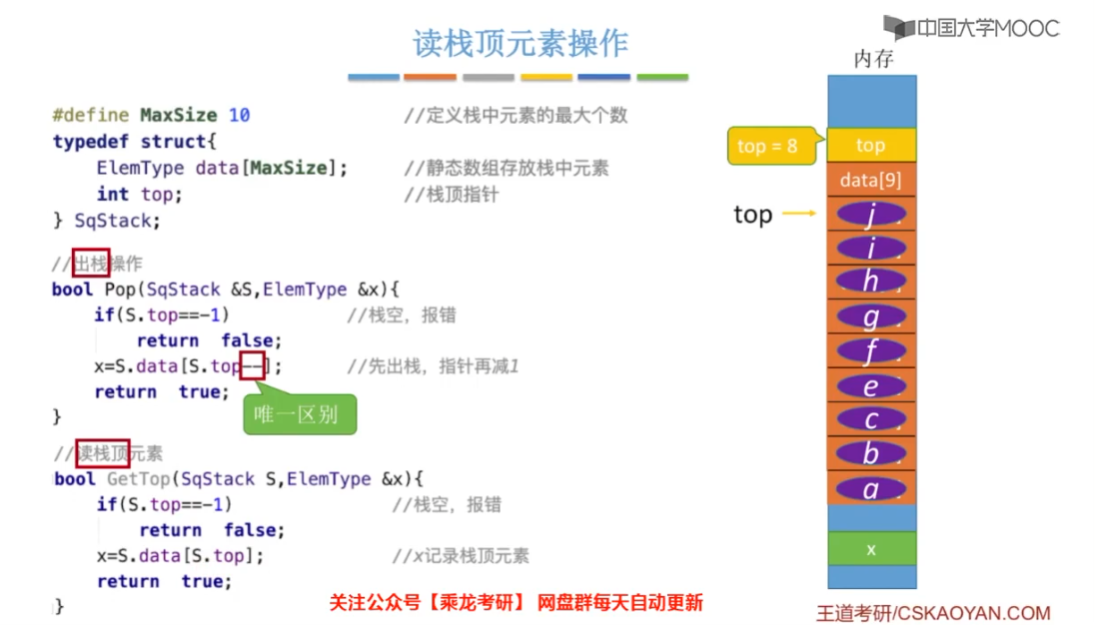 中国大学MOOC
读栈顶元素操作
内存
#define MaxSize 10 //定义栈中元素的最大个数
typedef struct{
ElemType data[MaxSize]; //静态数组存放栈中元素
int top; //栈顶指针
} SqStack;
//出栈操作
bool Pop(SqStack &S,ElemType &x){
if(S.top==-1) //栈空，报错
return false;
x=S.data[S.top--]; //先出栈，指针再减1
return true;
}
唯一区别
//读栈顶元素
bool GetTop(SqStack S,ElemType &x){
if(S.top==-1) //栈空，报错
return false;
x=S.data[S.top]; //x记录栈顶元素
return true;
}
top = 8
top
data[9]
top
j
i
h
g
f
e
c
b
a
x
关注公众号【乘龙考研】 网盘群每天自动更新
王道考研/CSKAOYAN.COM